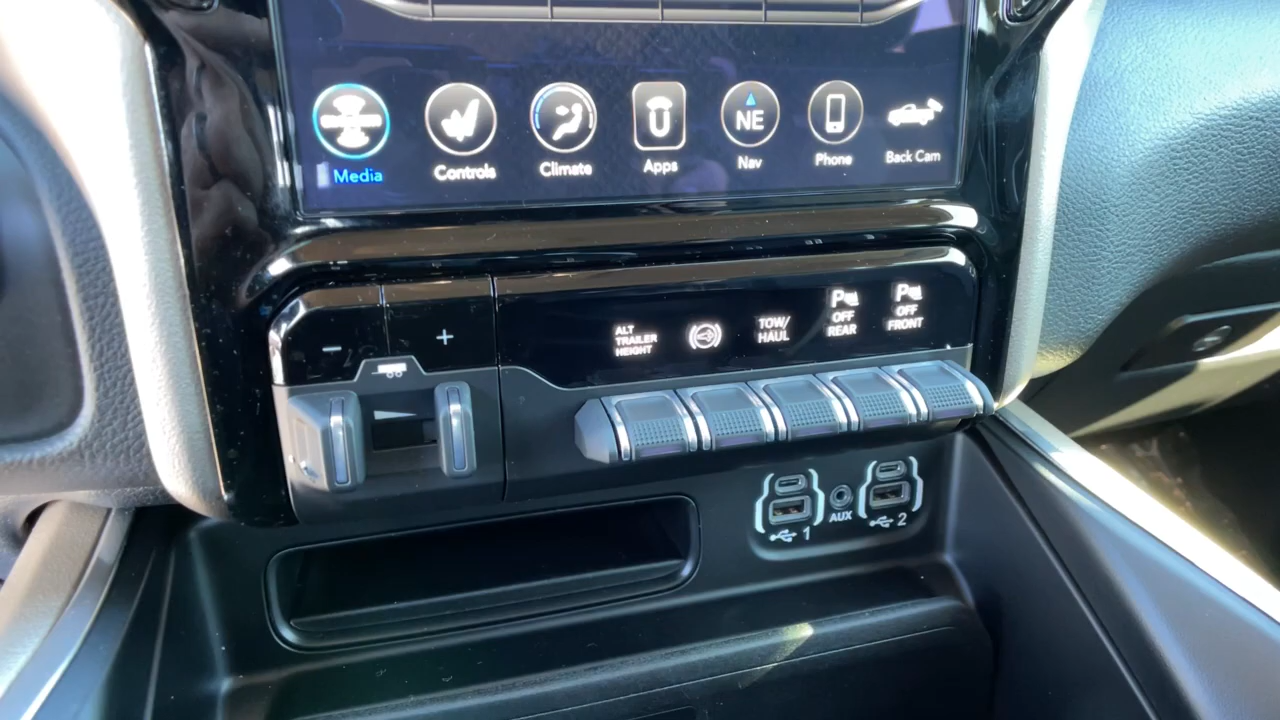 Media
Controls
Climate
Apps
NE
Nav
Phone
Back Cam
ALT
TRAILER
HEIGHT
TOW/
HAUL
P
OFF
REAR
P
OFF
FRONT
− +
1
AUX
2